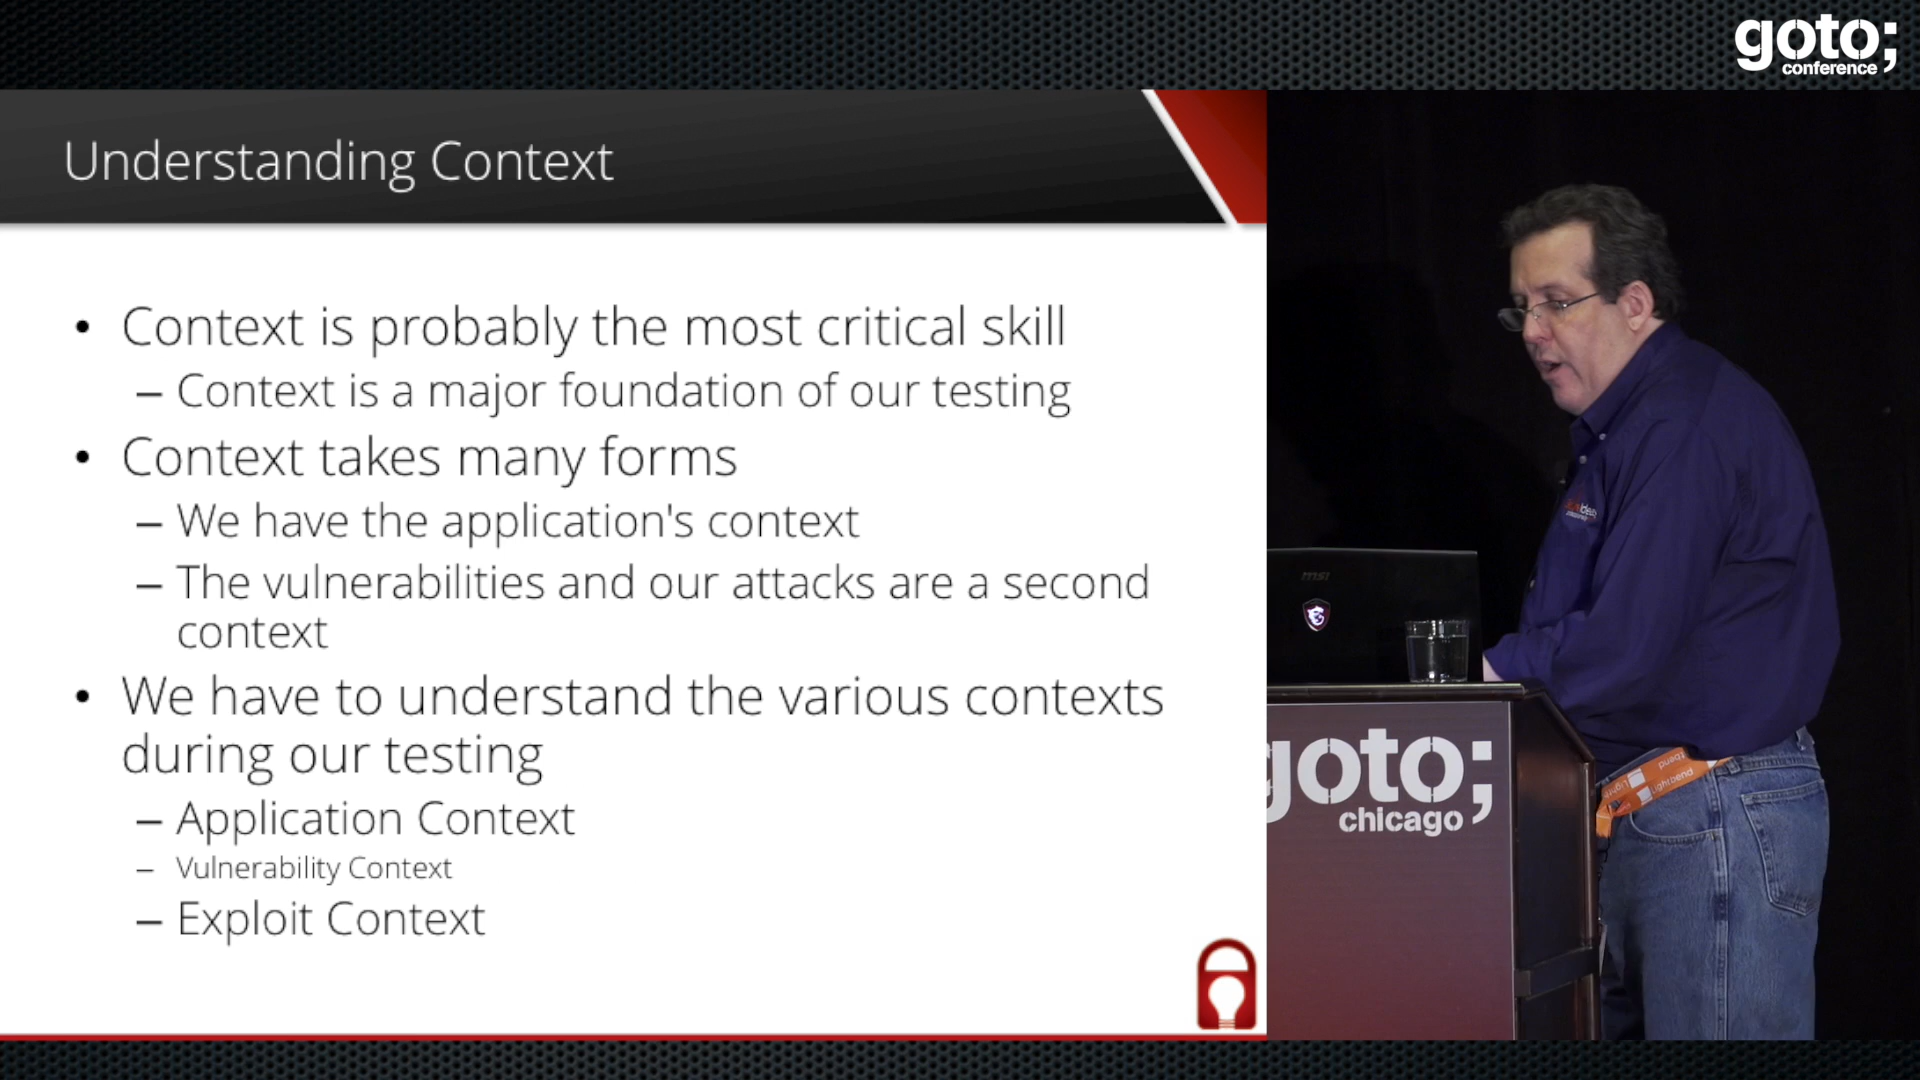 goto;
conference
Understanding Context
• Context is probably the most critical skill
– Context is a major foundation of our testing
• Context takes many forms
– We have the application's context
– The vulnerabilities and our attacks are a second
context
• We have to understand the various contexts
during our testing
– Application Context
– Vulnerability Context
– Exploit Context
msi
goto;
chicago
Lightbend